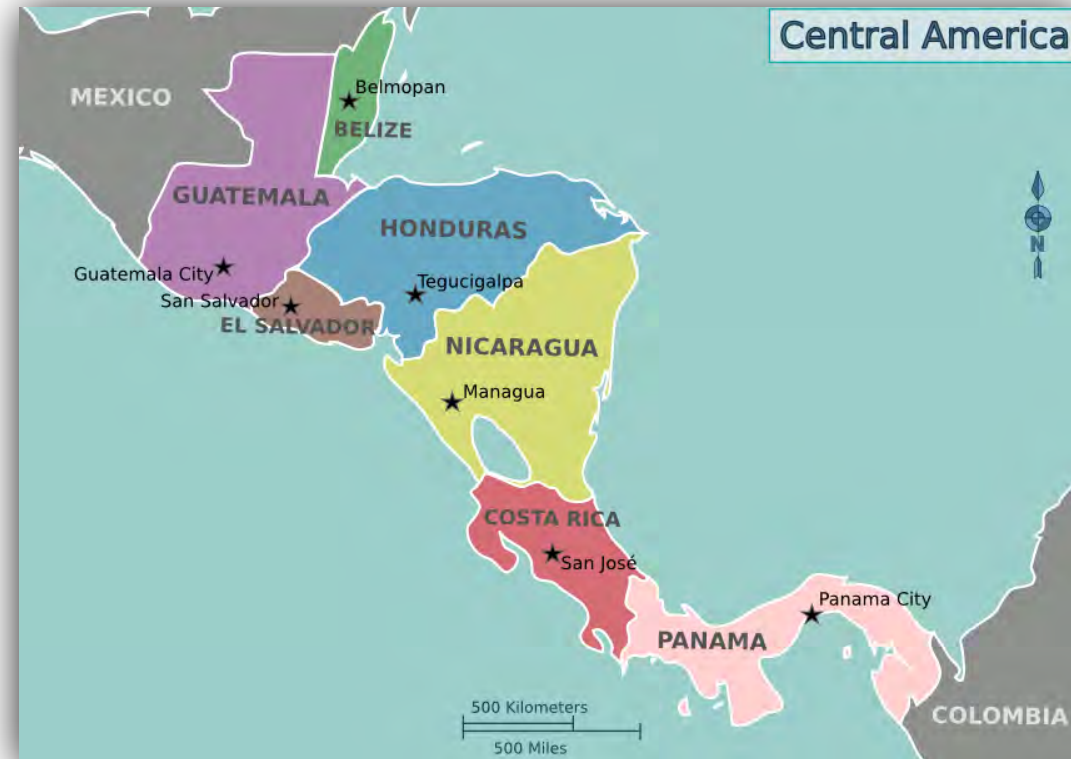 Central America
MEXICO
Belmopan
BELIZE
GUATEMALA
HONDURAS
N
Guatemala City
Tegucigalpa
San Salvador
EL SALVADOR
NICARAGUA
Managua
COSTA RICA
San José
Panama City
PANAMA
500 Kilometers
500 Miles
COLOMBIA